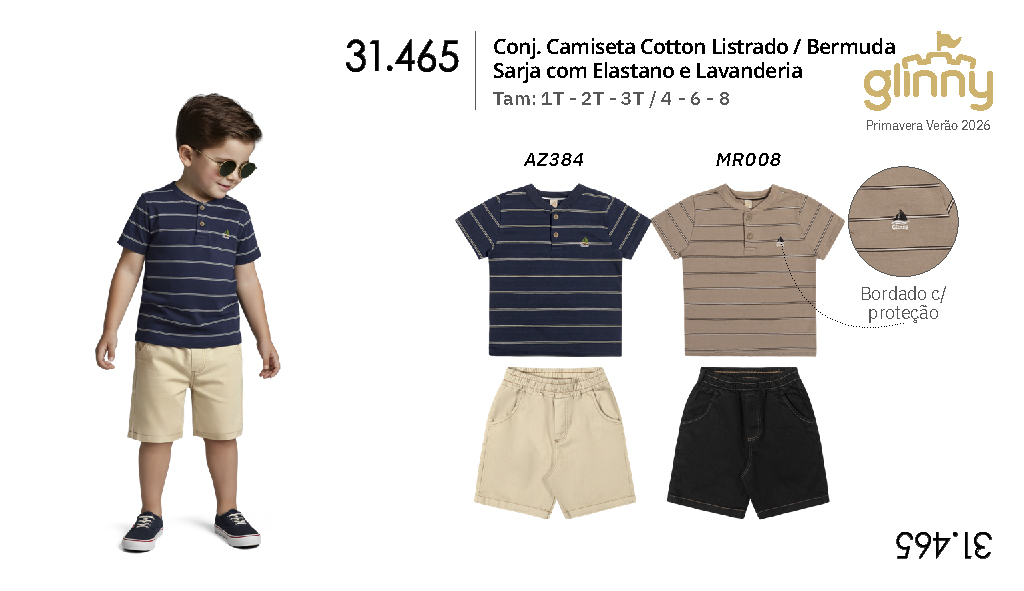 31.465
Conj. Camiseta Cotton Listrado / Bermuda
Sarja com Elastano e Lavanderia
Tam: 1T - 2T - 3T / 4 - 6 - 8
glinny
Primavera Verão 2026
AZ384
MR008
Glinny
Bordado c/
proteção
31.465